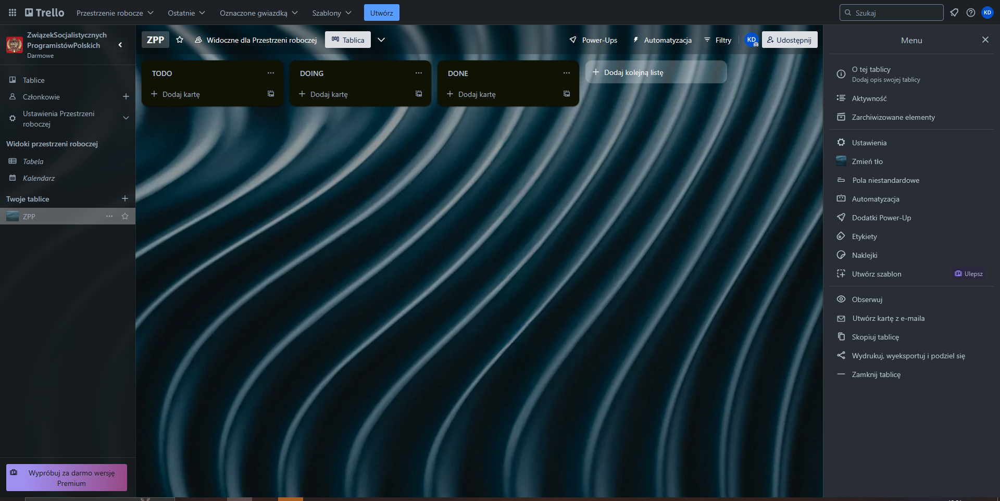 Trello
Przestrzenie robocze
Ostatnie
Oznaczone gwiazdką
Szablony
Utwórz
Szukaj
KD
ZwiązekSocjalistycznych
ProgramistówPolskich
Darmowe
Tablice
Członkowie
Ustawienia Przestrzeni
roboczej
Widoki przestrzeni roboczej
Tabela
Kalendarz
Twoje tablice
ZPP
Wypróbuj za darmo wersję
Premium
ZPP
Widoczne dla Przestrzeni roboczej
Tablica
Power-Ups
Automatyzacja
Filtry
KD
Udostępnij
TODO
Dodaj kartę
DOING
Dodaj kartę
DONE
Dodaj kartę
Dodaj kolejną listę
Menu
O tej tablicy
Dodaj opis swojej tablicy
Aktywność
Zarchiwizowane elementy
Ustawienia
Zmień tło
Pola niestandardowe
Automatyzacja
Dodatki Power-Up
Etykiety
Naklejki
Utwórz szablon
Ulepsz
Obserwuj
Utwórz kartę z e-maila
Skopiuj tablicę
Wydrukuj, wyeksportuj i podziel się
Zamknij tablicę